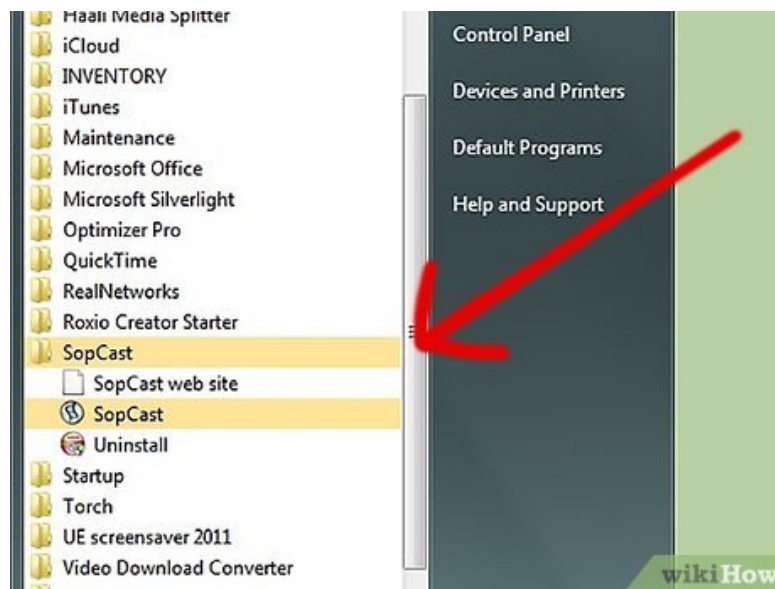 Haali Media Splitter
iCloud
INVENTORY
iTunes
Maintenance
Microsoft Office
Microsoft Silverlight
Optimizer Pro
QuickTime
RealNetworks
Roxio Creator Starter
SopCast
SopCast web site
SopCast
Uninstall
Startup
Torch
UE screensaver 2011
Video Download Converter
Control Panel
Devices and Printers
Default Programs
Help and Support
wikiHow